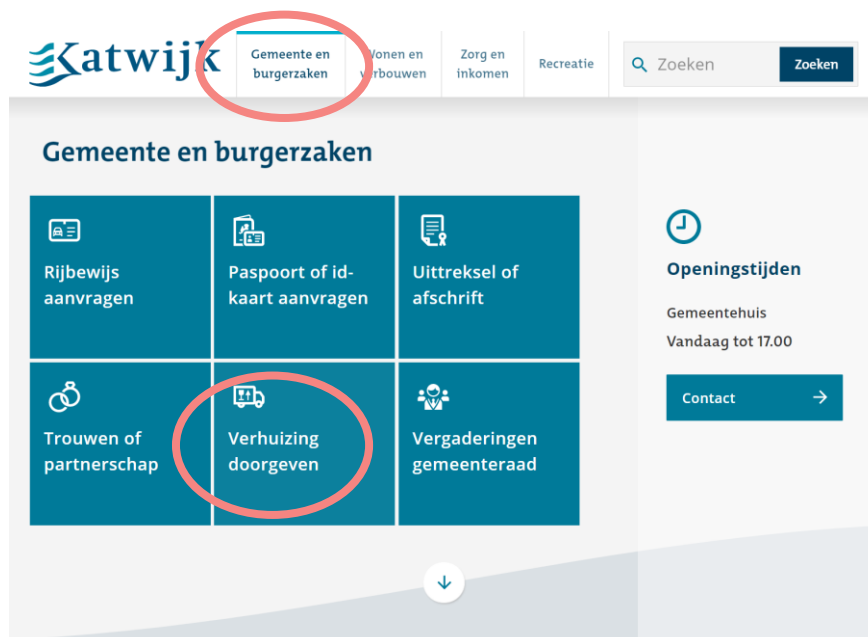 Katwijk
Gemeente en
burgerzaken
Wonen en
verbouwen
Zorg en
inkomen
Recreatie
Zoeken
Zoeken
Gemeente en burgerzaken
Rijbewijs
aanvragen
Paspoort of id-
kaart aanvragen
Uittreksel of
afschrift
Trouwen of
partnerschap
Verhuizing
doorgeven
Vergaderingen
gemeenteraad
Openingstijden
Gemeentehuis
Vandaag tot 17.00
Contact